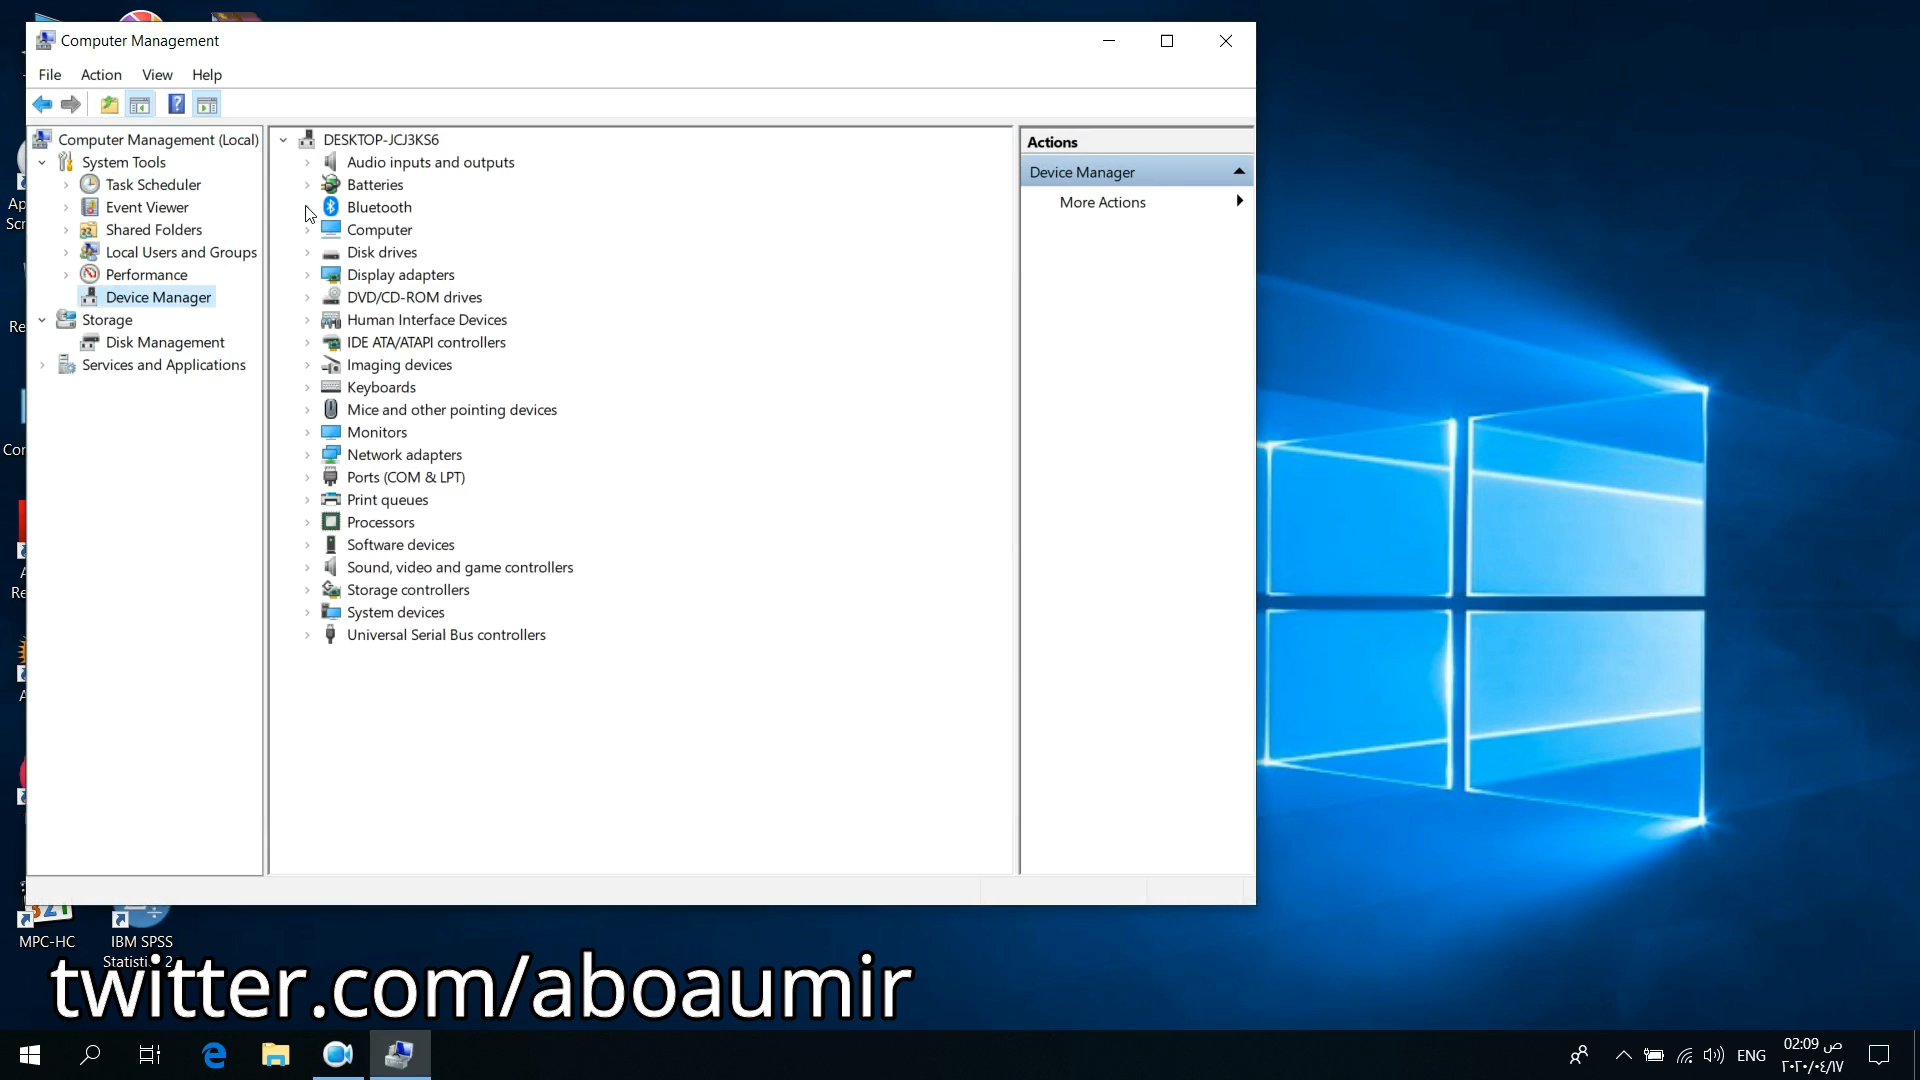 Computer Management
File Action View Help
Computer Management (Local)
System Tools
Task Scheduler
Event Viewer
Shared Folders
Local Users and Groups
Performance
Device Manager
Storage
Disk Management
Services and Applications
DESKTOP-JCJ3KS6
Audio inputs and outputs
Batteries
Bluetooth
Computer
Disk drives
Display adapters
DVD/CD-ROM drives
Human Interface Devices
IDE ATA/ATAPI controllers
Imaging devices
Keyboards
Mice and other pointing devices
Monitors
Network adapters
Ports (COM & LPT)
Print queues
Processors
Software devices
Sound, video and game controllers
Storage controllers
System devices
Universal Serial Bus controllers
Actions
Device Manager
More Actions
MPC-HC
IBM SPSS
twitter.com/aboaumir
ENG
02:09 ص
٢٠٢٠/٠٤/١٧